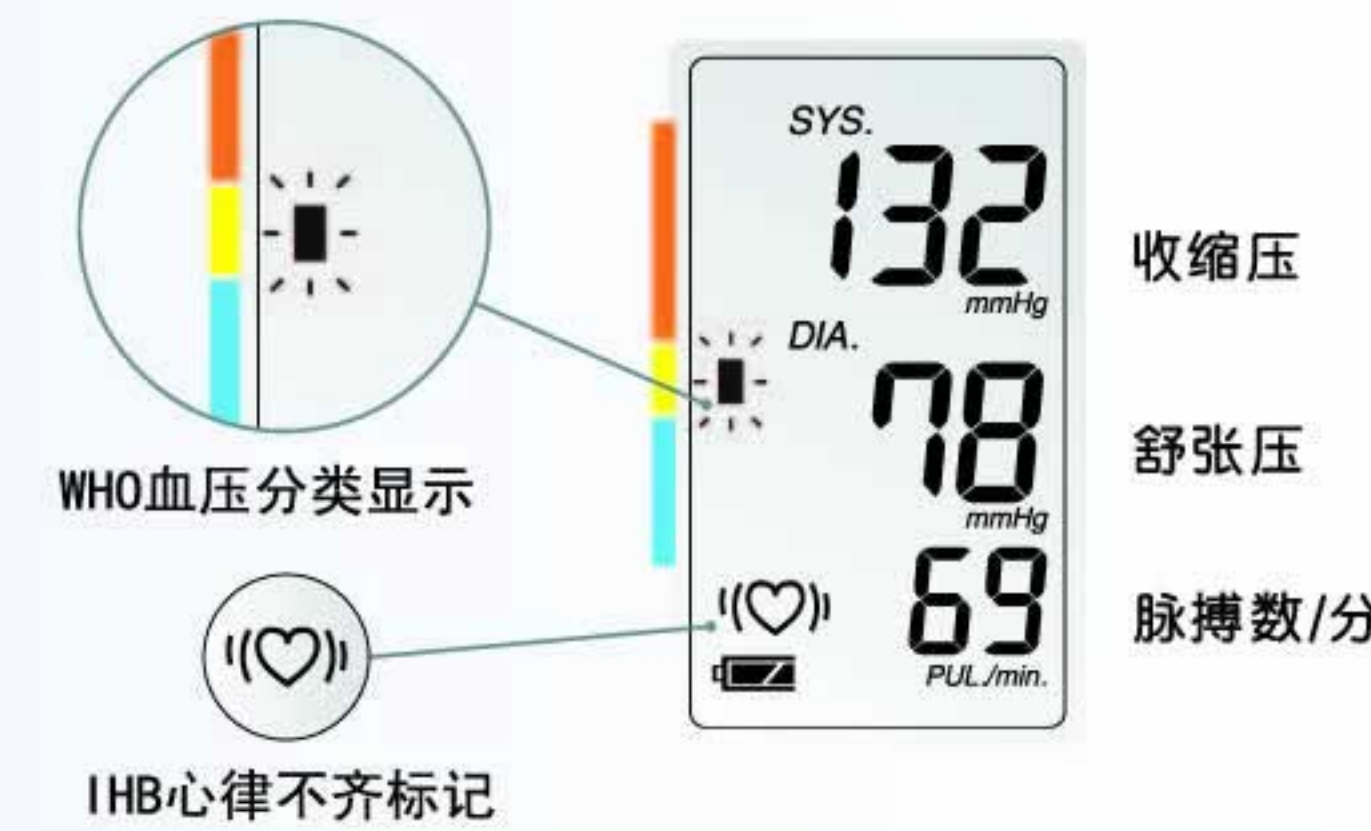 SYS.
132
mmHg
收缩压
DIA.
78
mmHg
舒张压
WHO血压分类显示
69
PUL./min.
脉搏数/分
IHB心律不齐标记